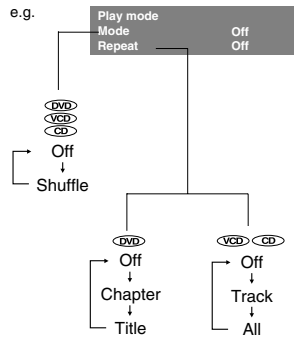 e.g.
Play mode
Mode Off
Repeat Off
DVD
VCD
CD
Off
Shuffle
DVD
Off
Chapter
Title
VCD CD
Off
Track
All